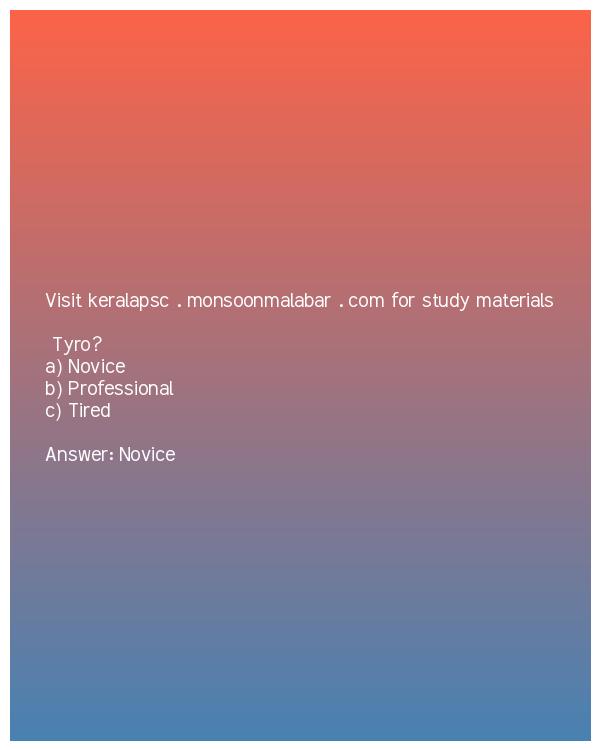 Visit keralapsc . monsoonmalabar . com for study materials
Tyro?
a) Novice
b) Professional
c) Tired
Answer: Novice